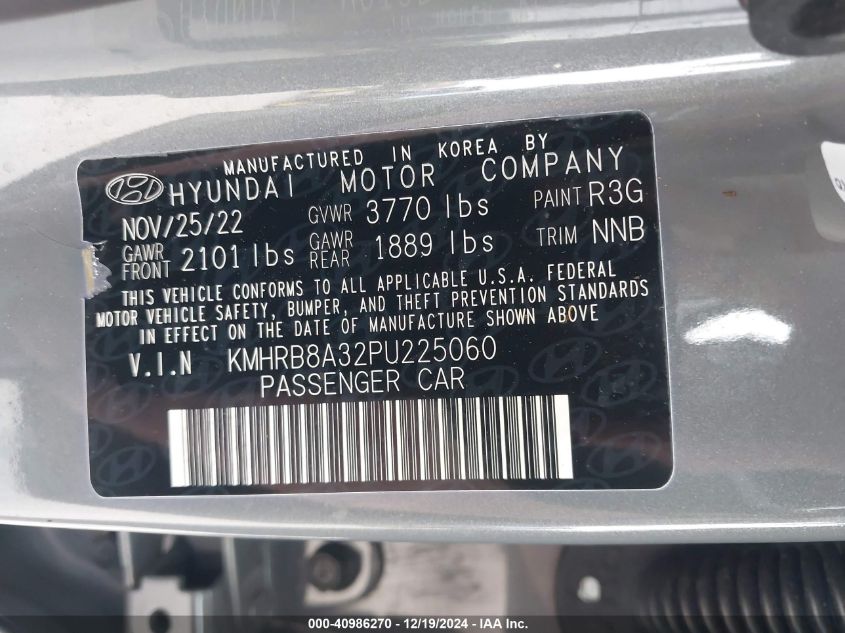 MANUFACTURED IN KOREA BY
HYUNDAI MOTOR COMPANY
NOV/25/22 GVWR 3770 lbs PAINT R3G
GAWR FRONT 2101 lbs GAWR REAR 1889 lbs TRIM NNB
THIS VEHICLE CONFORMS TO ALL APPLICABLE U.S.A. FEDERAL
MOTOR VEHICLE SAFETY, BUMPER, AND THEFT PREVENTION STANDARDS
IN EFFECT ON THE DATE OF MANUFACTURE SHOWN ABOVE.
V.I.N KMHRB8A32PU225060
PASSENGER CAR
000-40986270 - 12/19/2024 - IAA Inc.